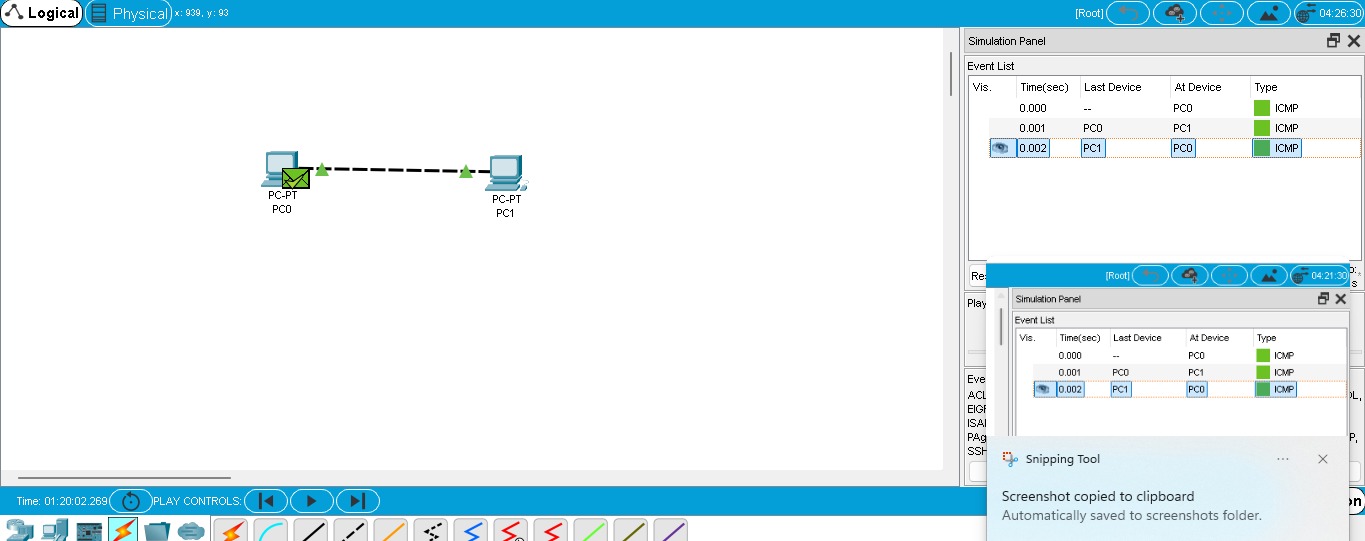 Logical Physical x: 939, y: 93 [Root] 04:26:30
Simulation Panel
Event List
Vis. Time(sec) Last Device At Device Type
0.000 -- PC0 ICMP
0.001 PC0 PC1 ICMP
0.002 PC1 PC0 ICMP
PC-PT
PC0
PC-PT
PC1
Res
Play
Eve
ACL
EIGF
ISAI
PAg
SSH
[Root] 04:21:30
Simulation Panel
Event List
Vis. Time(sec) Last Device At Device Type
0.000 -- PC0 ICMP
0.001 PC0 PC1 ICMP
0.002 PC1 PC0 ICMP
Snipping Tool
Screenshot copied to clipboard
Automatically saved to screenshots folder.
Time: 01:20:02.269 PLAY CONTROLS: